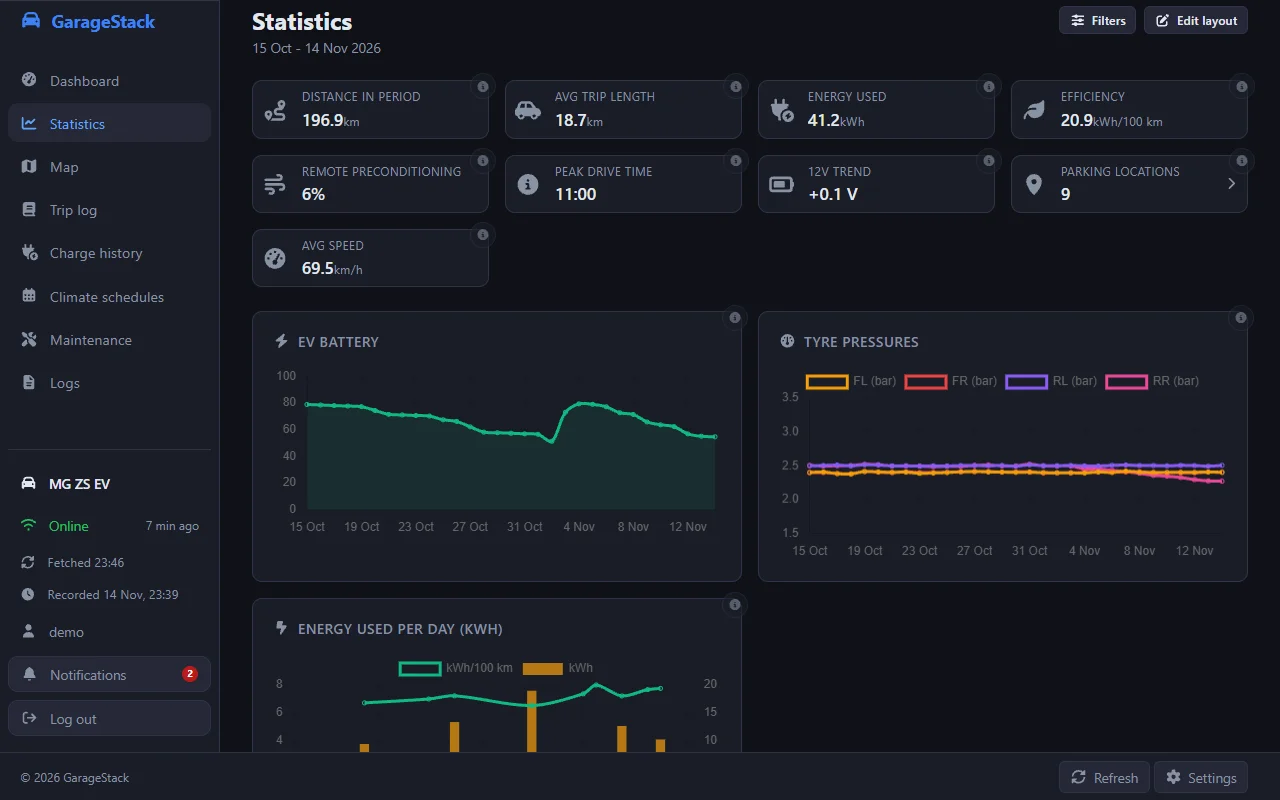 GarageStack
Dashboard
Statistics
Map
Trip log
Charge history
Climate schedules
Maintenance
Logs
MG ZS EV
Online 7 min ago
Fetched 23:46
Recorded 14 Nov, 23:39
demo
Notifications 2
Log out
Statistics
15 Oct - 14 Nov 2026
Filters
Edit layout
DISTANCE IN PERIOD
196.9km
AVG TRIP LENGTH
18.7km
ENERGY USED
41.2kWh
EFFICIENCY
20.9kWh/100 km
REMOTE PRECONDITIONING
6%
PEAK DRIVE TIME
11:00
12V TREND
+0.1 V
PARKING LOCATIONS
9
AVG SPEED
69.5km/h
EV BATTERY
100
80
60
40
20
0
15 Oct 19 Oct 23 Oct 27 Oct 31 Oct 4 Nov 8 Nov 12 Nov
TYRE PRESSURES
FL (bar) FR (bar) RL (bar) RR (bar)
3.5
3.0
2.5
2.0
1.5
15 Oct 19 Oct 23 Oct 27 Oct 31 Oct 4 Nov 8 Nov 12 Nov
ENERGY USED PER DAY (KWH)
kWh/100 km kWh
8 20
6 15
4 10
© 2026 GarageStack
Refresh
Settings